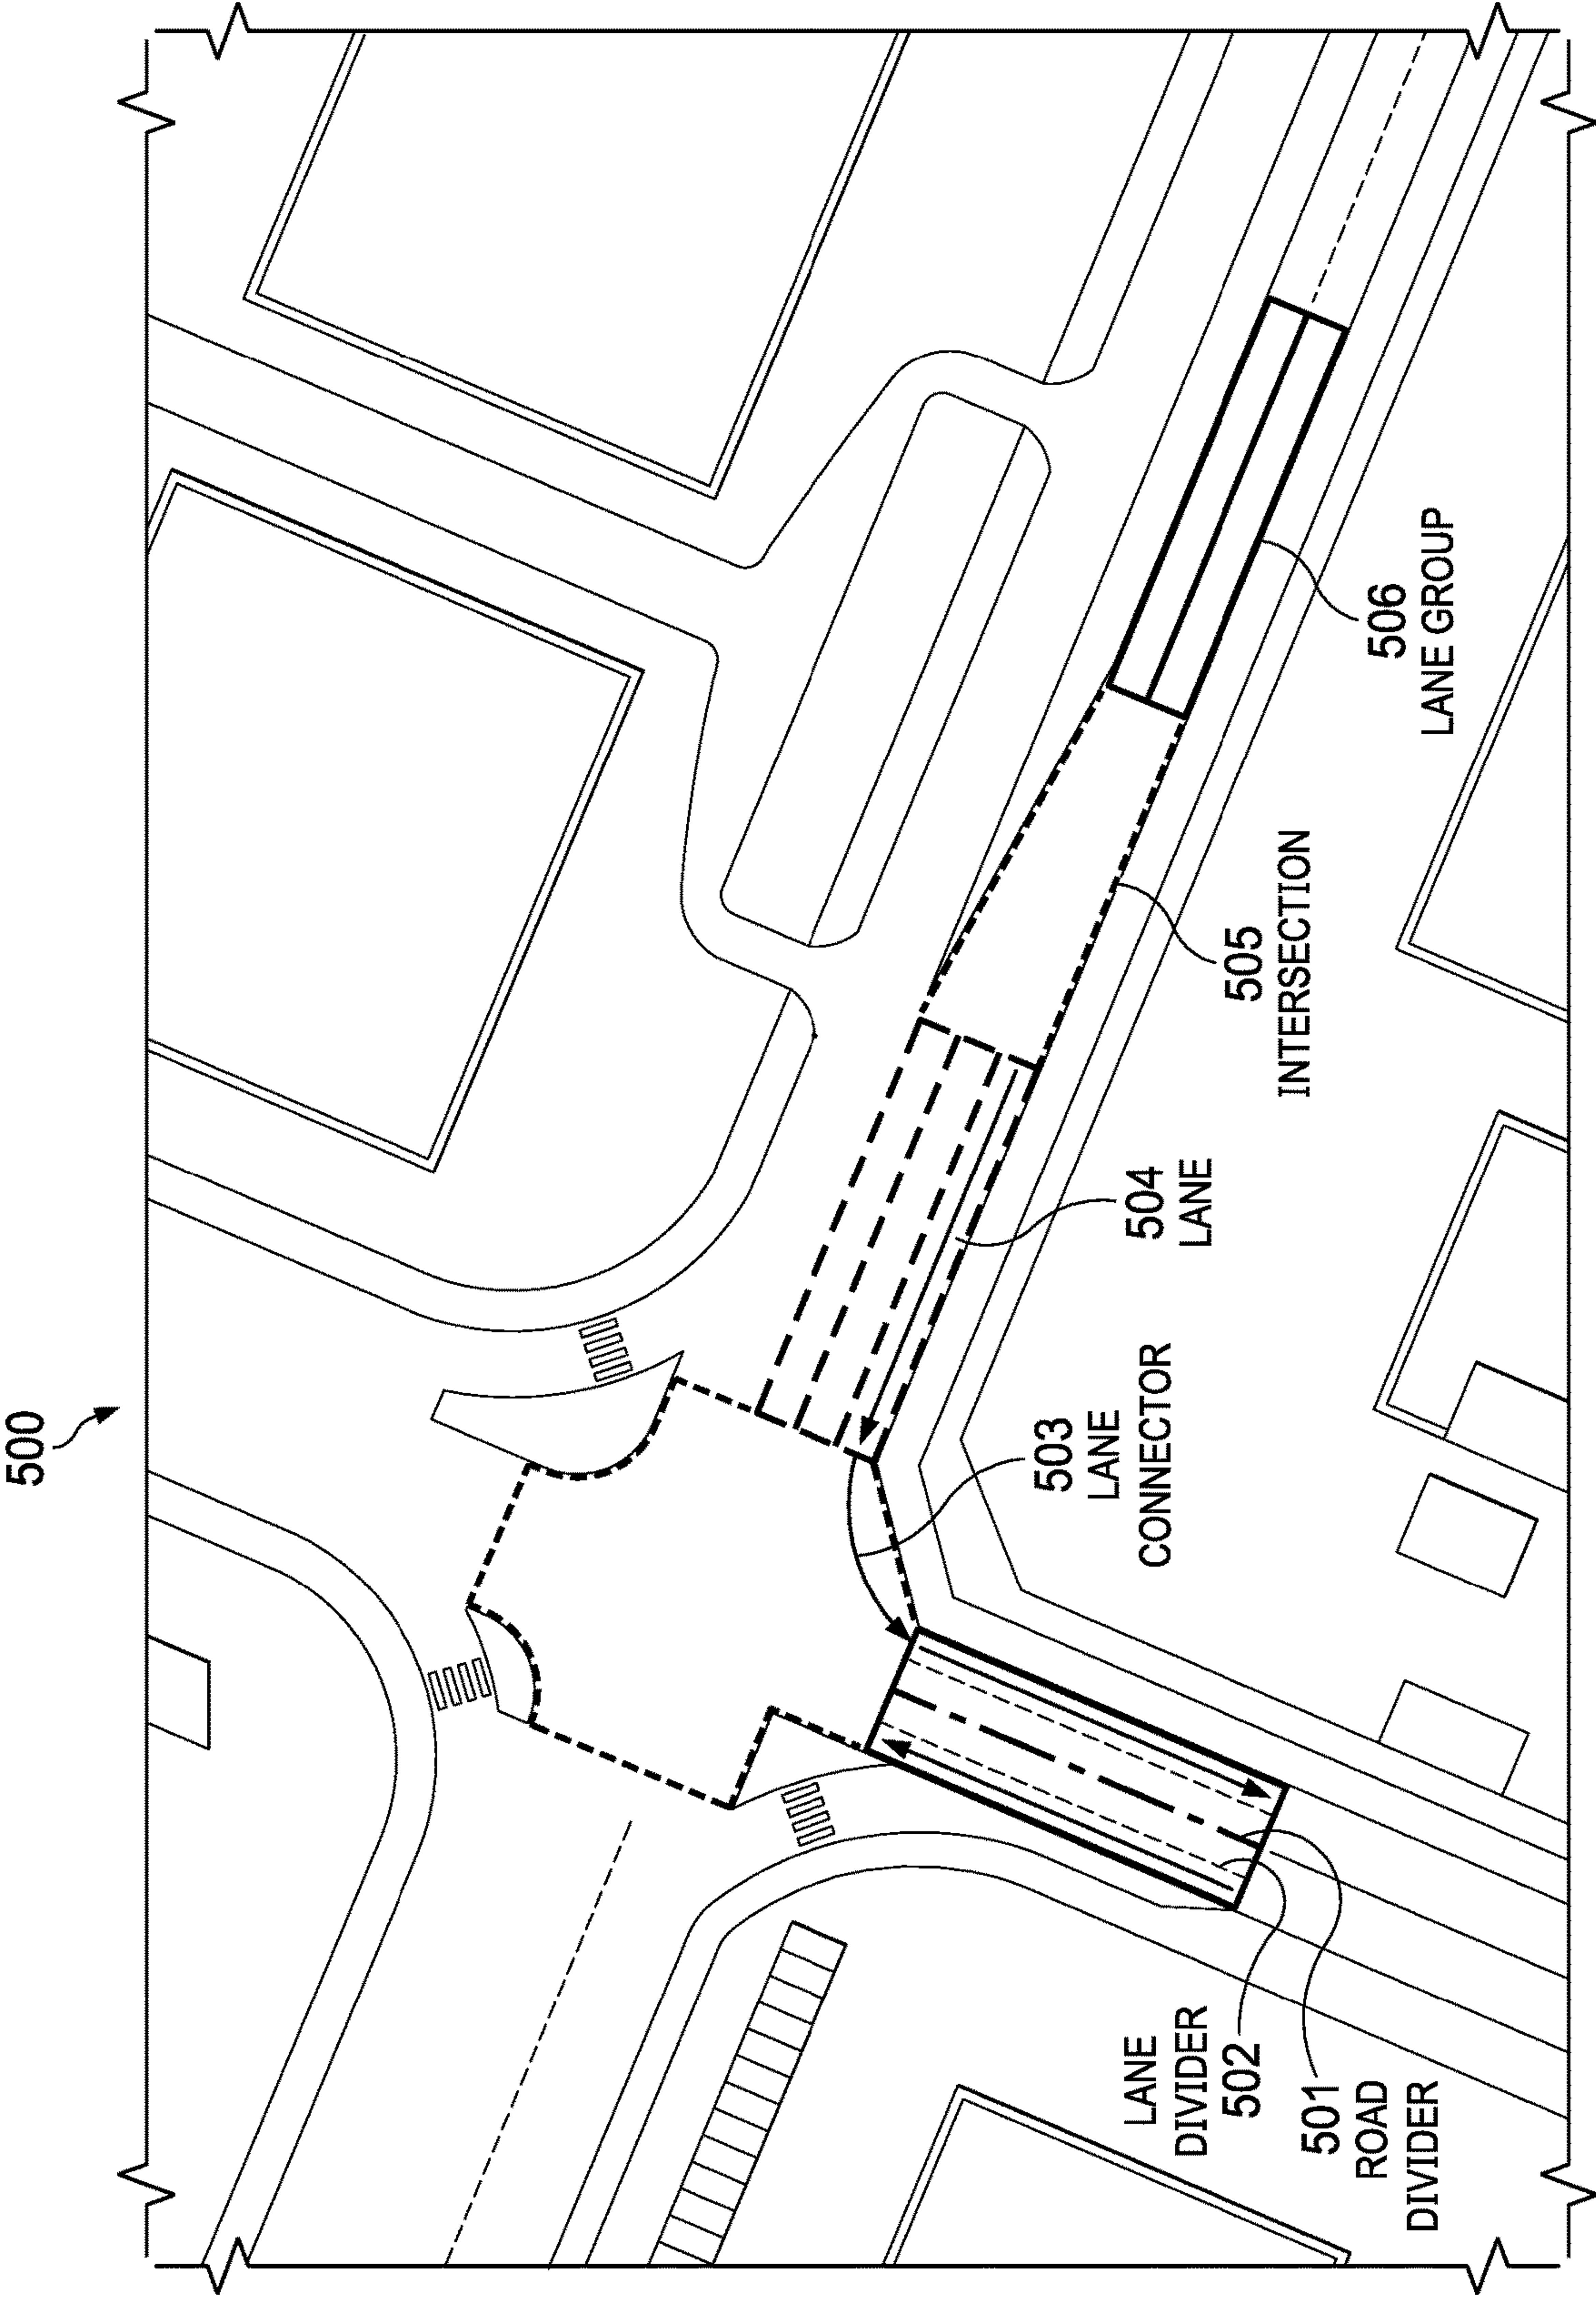 500
LANE
DIVIDER
502
501
ROAD
DIVIDER
503
LANE
CONNECTOR
504
LANE
505
INTERSECTION
506
LANE GROUP